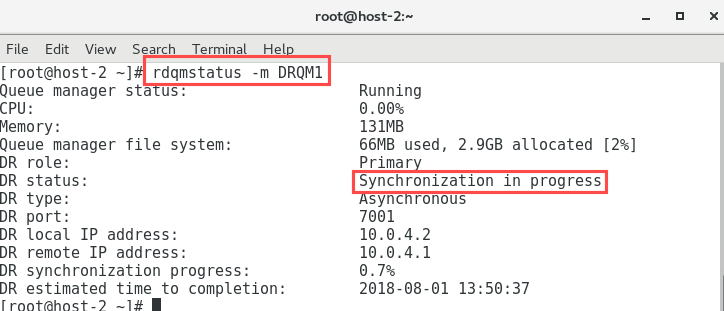 root@host-2:~
File Edit View Search Terminal Help
[root@host-2 ~]# rdqmstatus -m DRQM1
Queue manager status: Running
CPU: 0.00%
Memory: 131MB
Queue manager file system: 66MB used, 2.9GB allocated [2%]
DR role: Primary
DR status: Synchronization in progress
DR type: Asynchronous
DR port: 7001
DR local IP address: 10.0.4.2
DR remote IP address: 10.0.4.1
DR synchronization progress: 0.7%
DR estimated time to completion: 2018-08-01 13:50:37
[root@host-2 ~]#